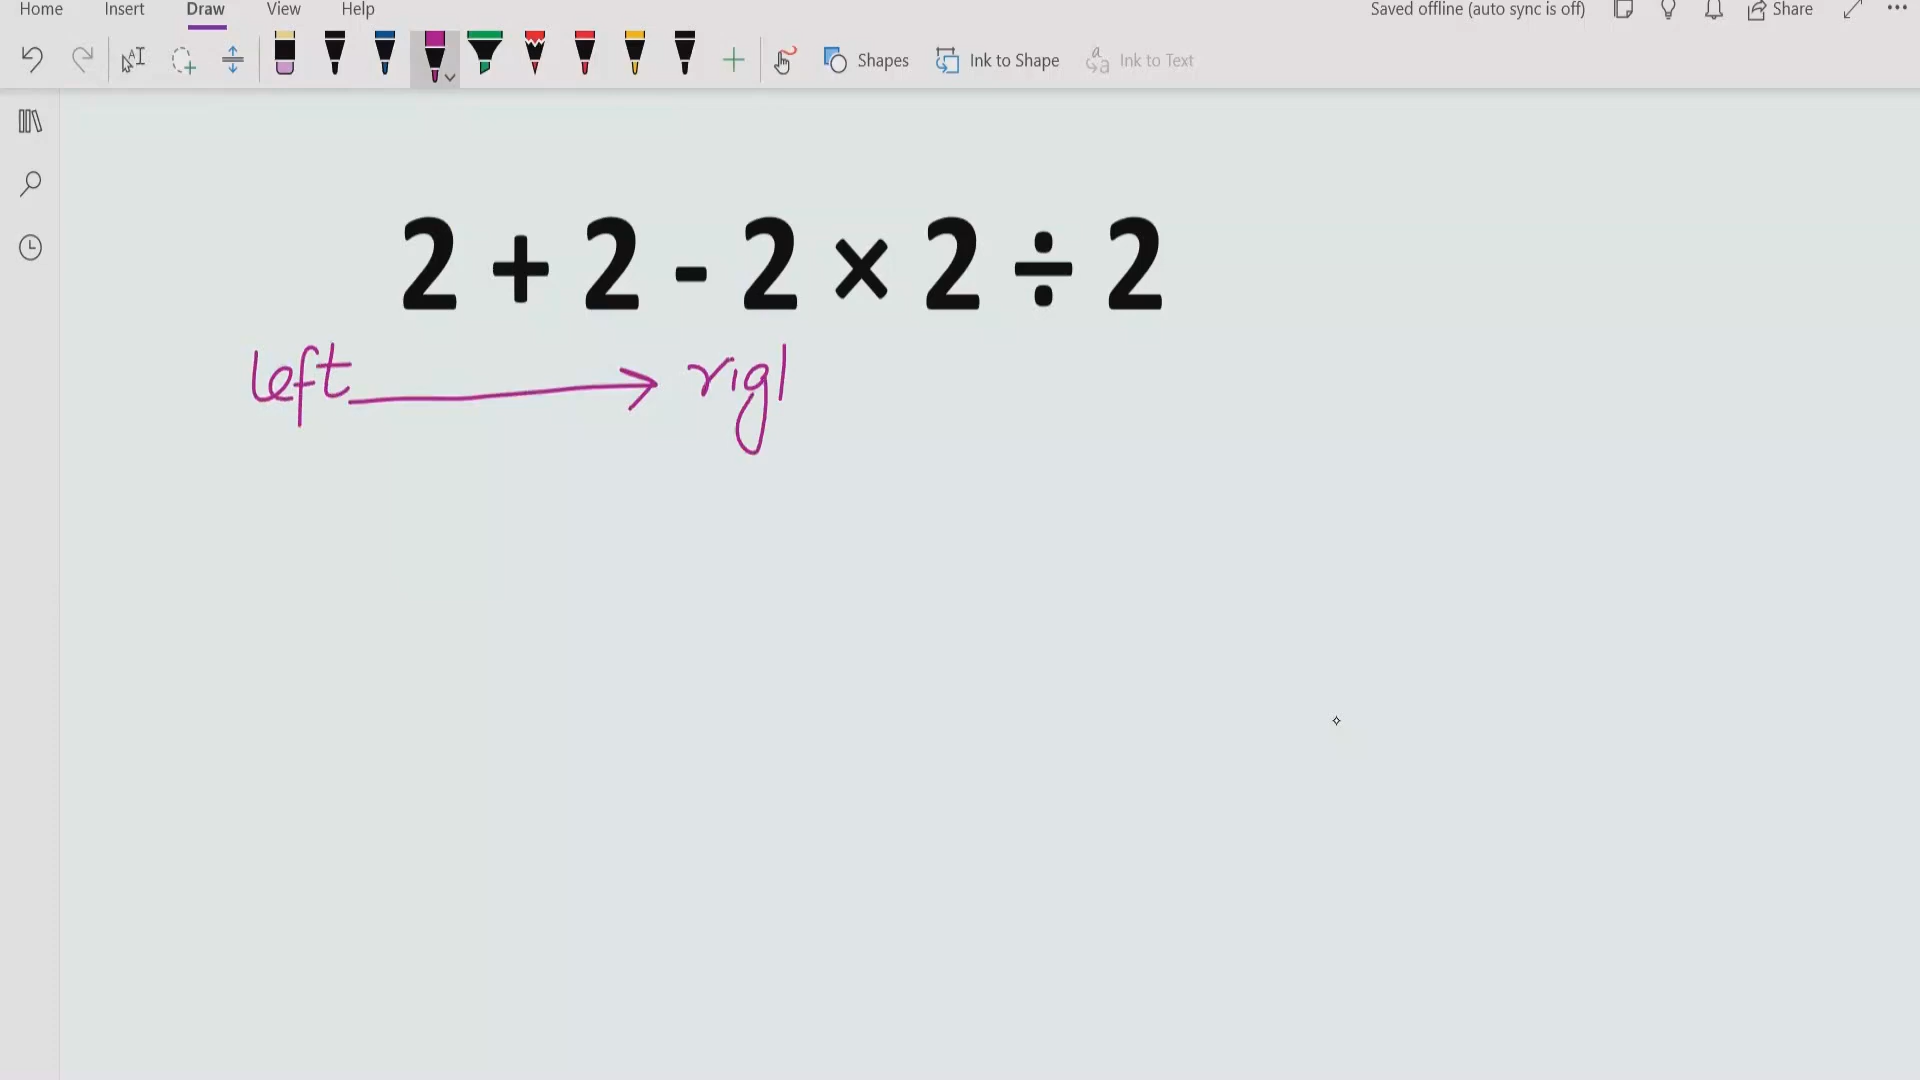 Home Insert Draw View Help Saved offline (auto sync is off) Share
Shapes Ink to Shape Ink to Text
2 + 2 - 2 × 2 ÷ 2
left → rigl